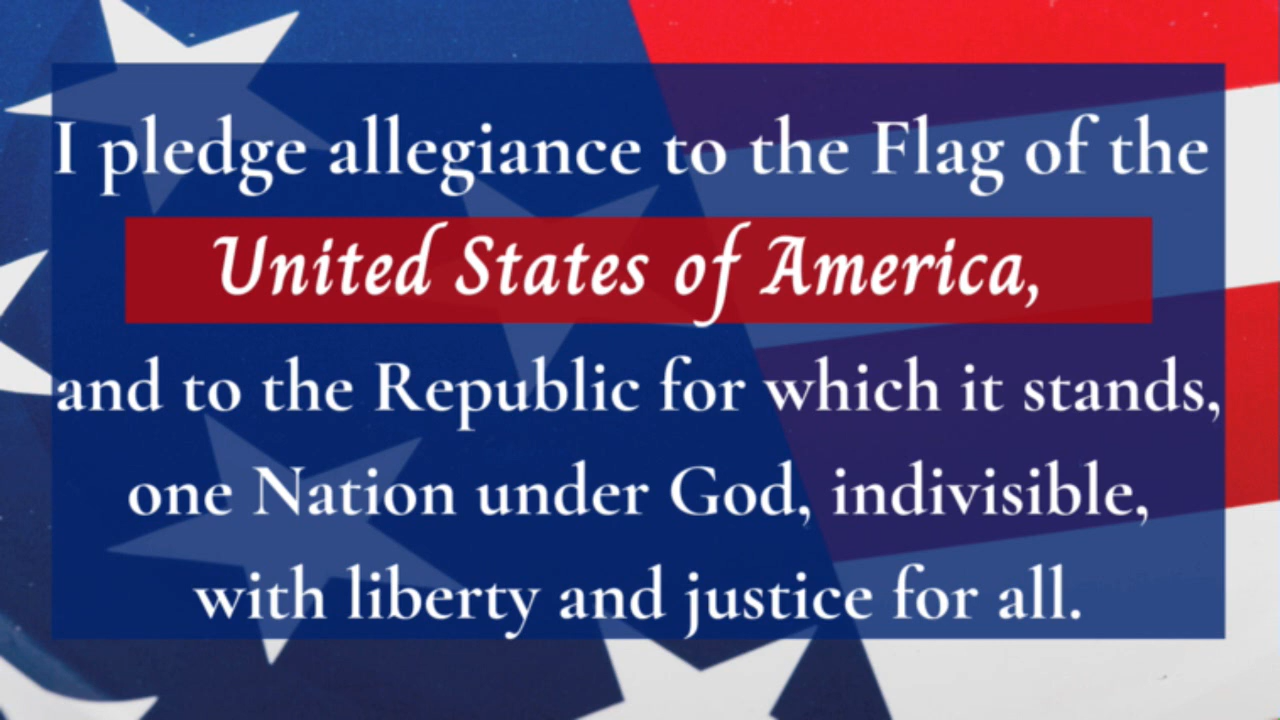 I pledge allegiance to the Flag of the
United States of America,
and to the Republic for which it stands,
one Nation under God, indivisible,
with liberty and justice for all.